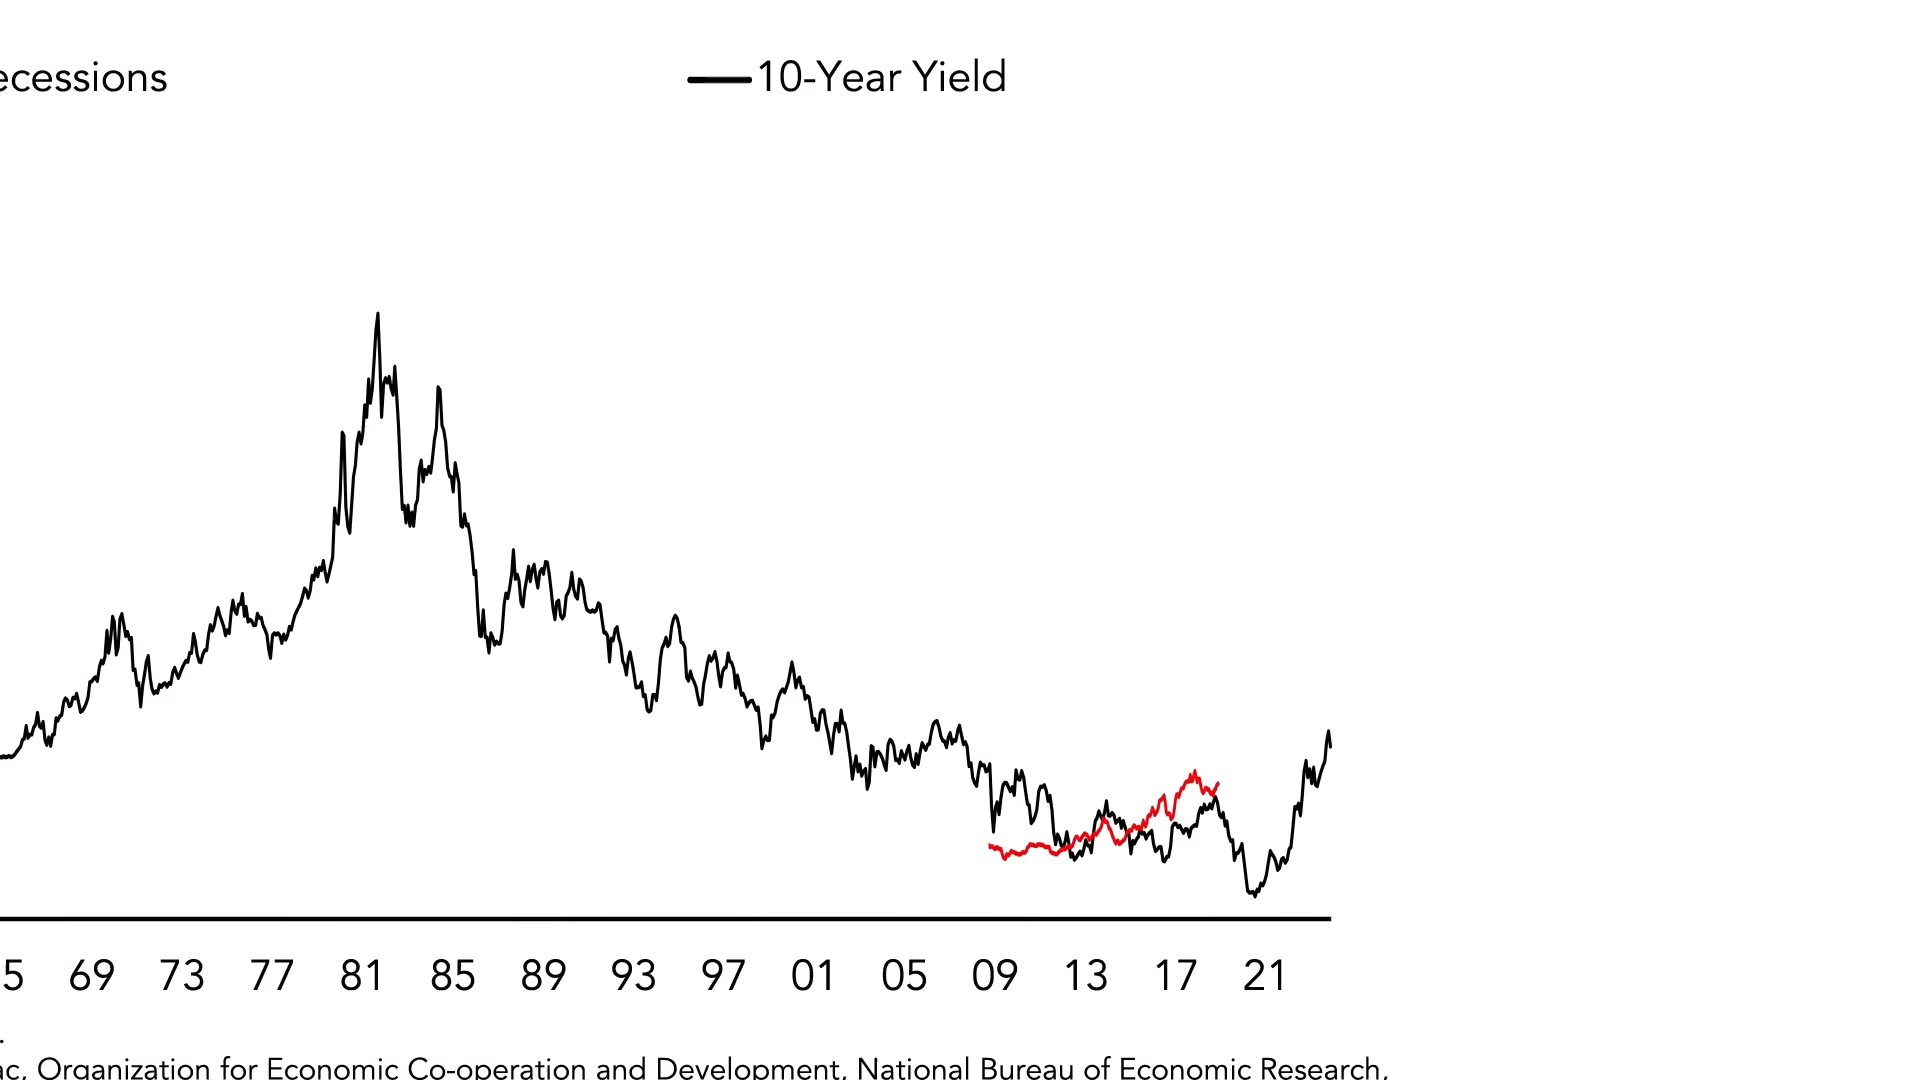 ecessions 10-Year Yield
5 69 73 77 81 85 89 93 97 01 05 09 13 17 21
.
ac, Organization for Economic Co-operation and Development, National Bureau of Economic Research,